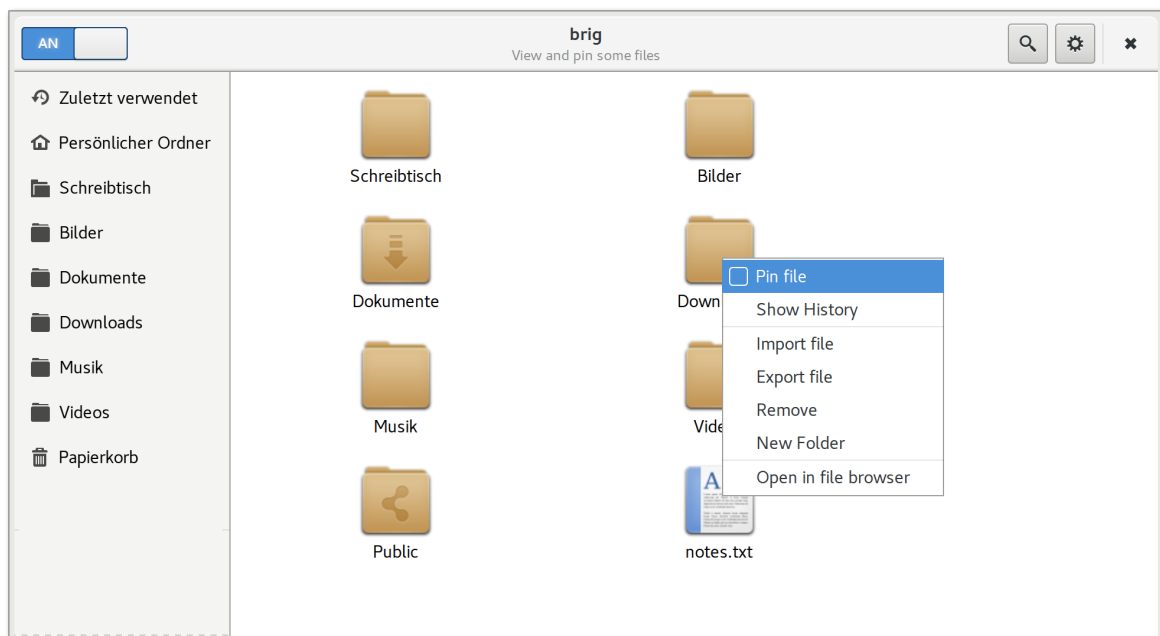 AN
brig
View and pin some files
Zuletzt verwendet
Persönlicher Ordner
Schreibtisch
Bilder
Dokumente
Downloads
Musik
Videos
Papierkorb
Schreibtisch
Bilder
Dokumente
Down
Musik
Vide
Public
notes.txt
Pin file
Show History
Import file
Export file
Remove
New Folder
Open in file browser